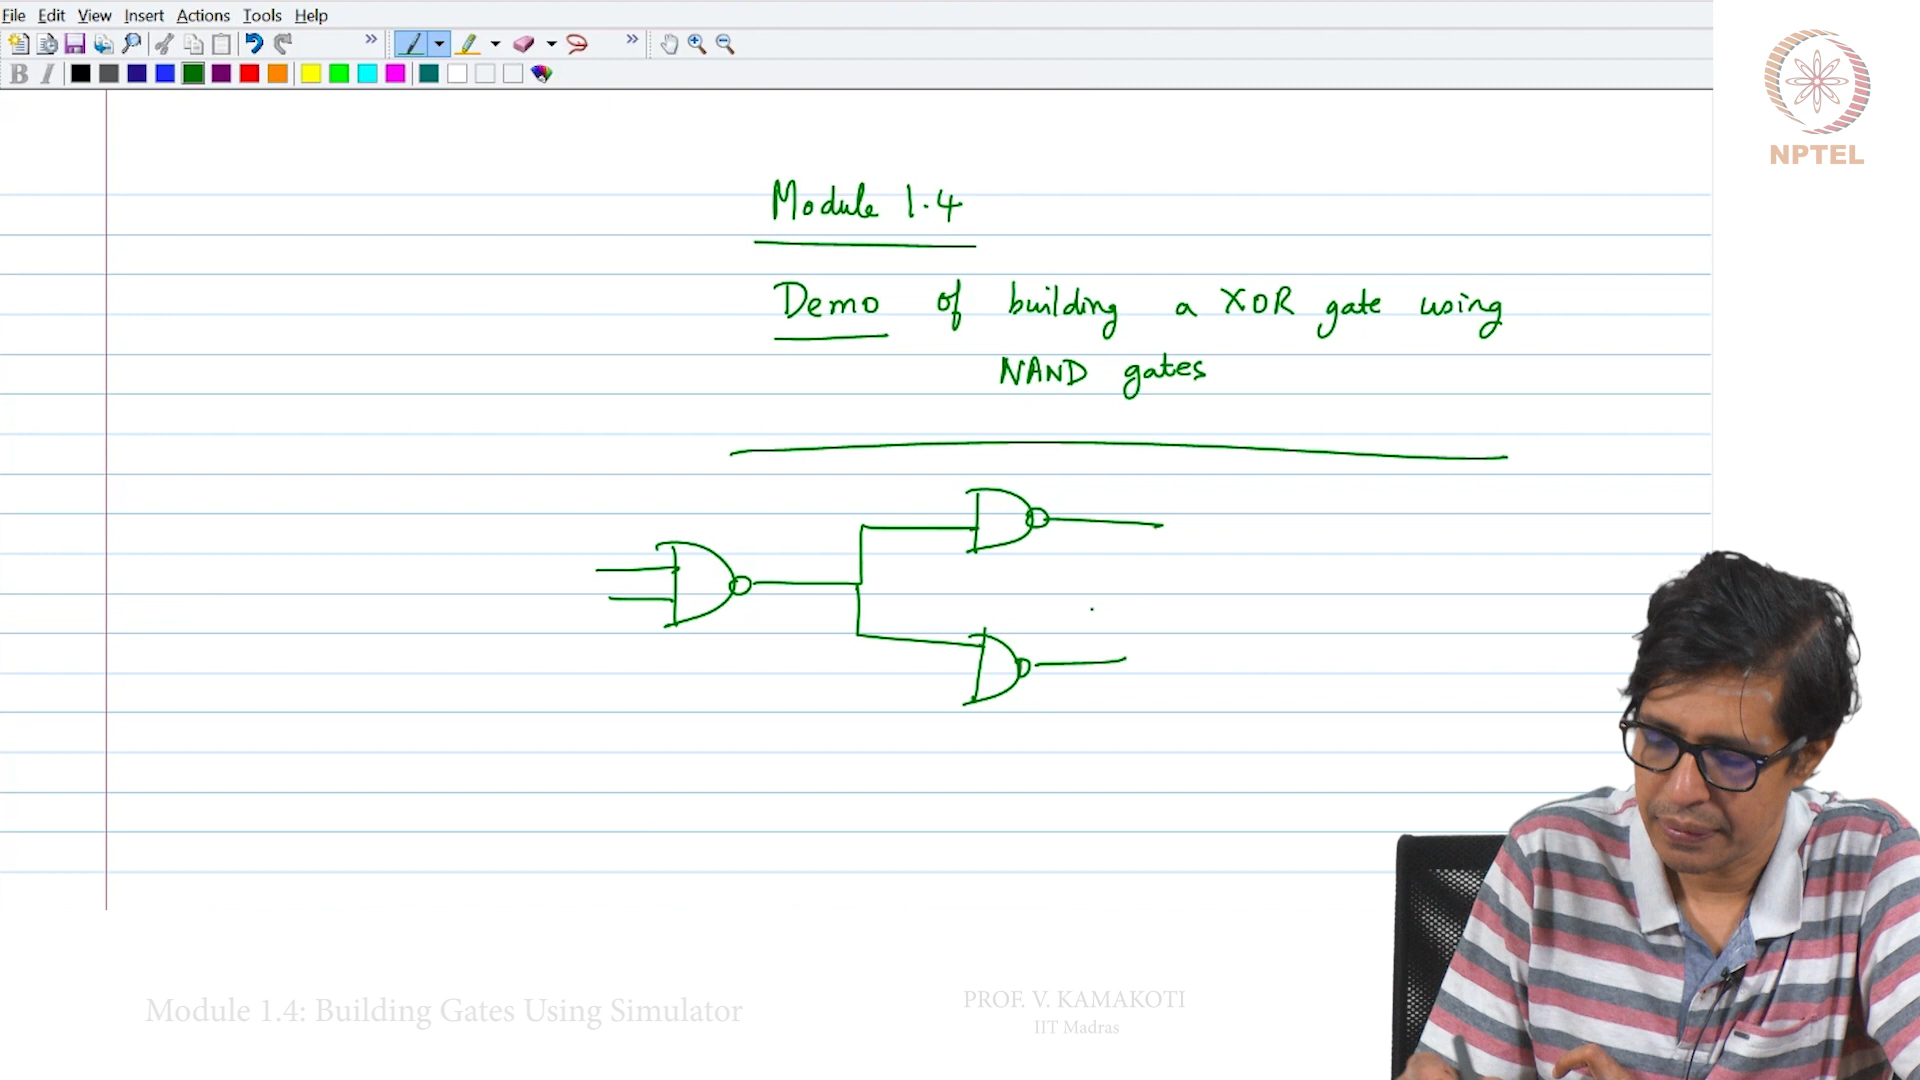 File Edit View Insert Actions Tools Help
B I
NPTEL
Module 1.4
Demo of building a XOR gate using
NAND gates
Module 1.4: Building Gates Using Simulator
PROF. V. KAMAKOTI
IIT Madras